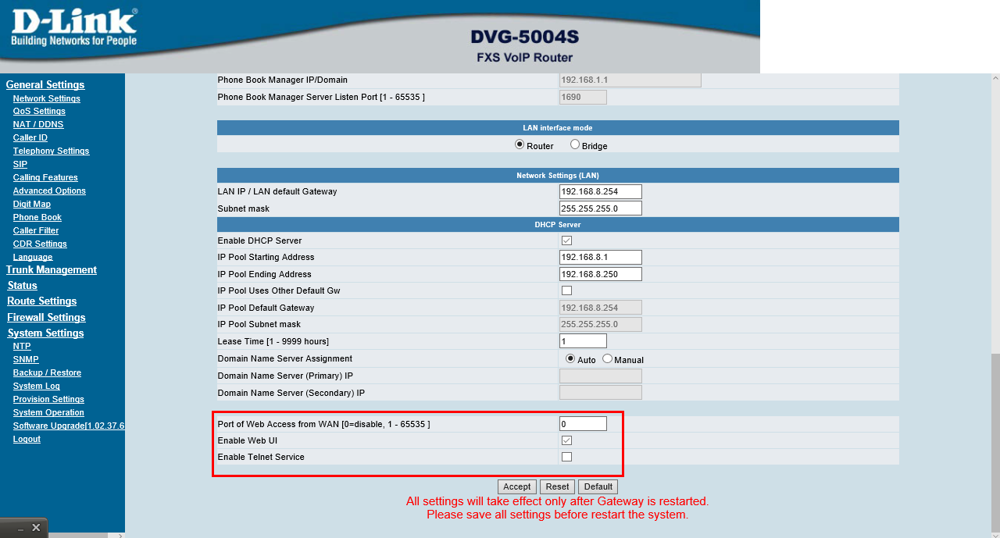 D-Link®
Building Networks for People
DVG-5004S
FXS VoIP Router
General Settings
Network Settings
QoS Settings
NAT / DDNS
Caller ID
Telephony Settings
SIP
Calling Features
Advanced Options
Digit Map
Phone Book
Caller Filter
CDR Settings
Language
Trunk Management
Status
Route Settings
Firewall Settings
System Settings
NTP
SNMP
Backup / Restore
System Log
Provision Settings
System Operation
Software Upgrade[1.02.37.6
Logout
Phone Book Manager IP/Domain 192.168.1.1
Phone Book Manager Server Listen Port [1 - 65535 ] 1690
LAN interface mode
Router Bridge
Network Settings (LAN)
LAN IP / LAN default Gateway 192.168.8.254
Subnet mask 255.255.255.0
DHCP Server
Enable DHCP Server
IP Pool Starting Address 192.168.8.1
IP Pool Ending Address 192.168.8.250
IP Pool Uses Other Default Gw
IP Pool Default Gateway 192.168.8.254
IP Pool Subnet mask 255.255.255.0
Lease Time [1 - 9999 hours] 1
Domain Name Server Assignment Auto Manual
Domain Name Server (Primary) IP
Domain Name Server (Secondary) IP
Port of Web Access from WAN [0=disable, 1 - 65535 ] 0
Enable Web UI
Enable Telnet Service
Accept Reset Default
All settings will take effect only after Gateway is restarted.
Please save all settings before restart the system.